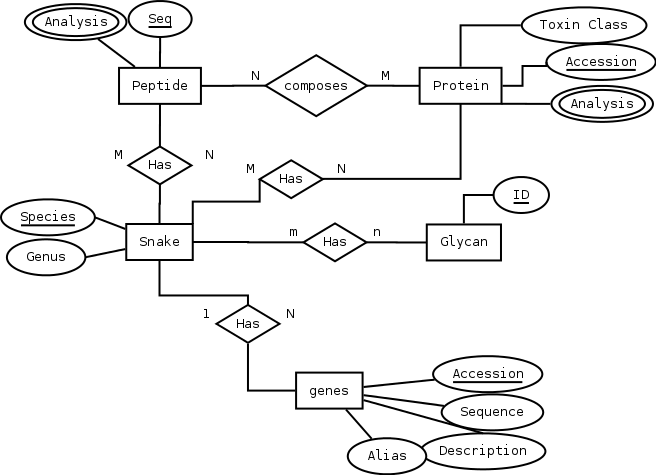 Analysis
Seq
Toxin Class
Accession
Analysis
Peptide
N
composes
M
Protein
M
Has
N
M
Has
N
ID
Species
Genus
Snake
m
Has
n
Glycan
1
Has
N
genes
Accession
Sequence
Description
Alias